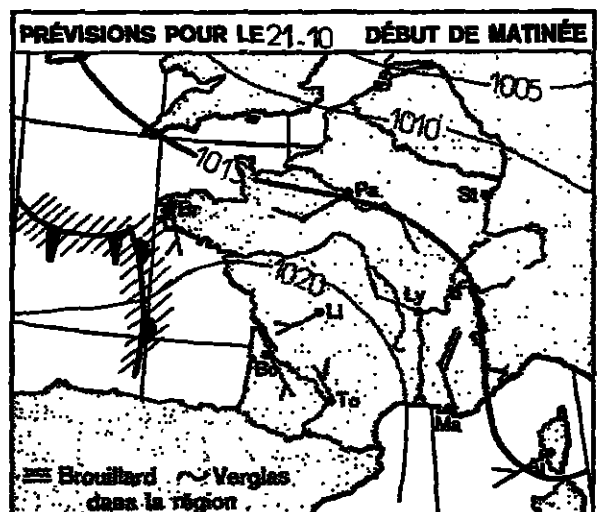 PRÉVISIONS POUR LE 21-10 DÉBUT DE MATINÉE
1005
1010
1015
Pa
St
Br
1020
Ly
Li
Bo
To
Ma
Brouillard Verglas
dans la région